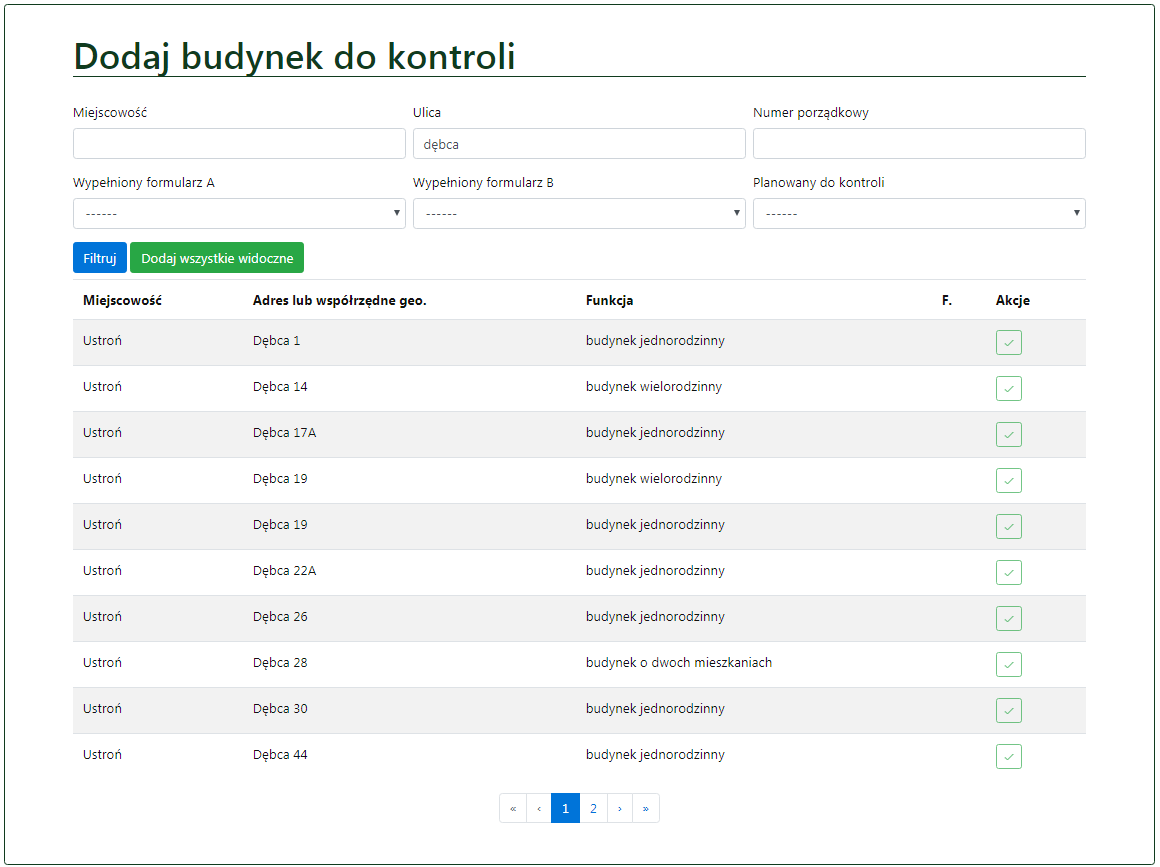 Dodaj budynek do kontroli
Miejscowość Ulica Numer porządkowy
dębca
Wypełniony formularz A Wypełniony formularz B Planowany do kontroli
------ ------ ------
Filtruj Dodaj wszystkie widoczne
Miejscowość Adres lub współrzędne geo. Funkcja F. Akcje
Ustroń Dębca 1 budynek jednorodzinny
Ustroń Dębca 14 budynek wielorodzinny
Ustroń Dębca 17A budynek jednorodzinny
Ustroń Dębca 19 budynek wielorodzinny
Ustroń Dębca 19 budynek jednorodzinny
Ustroń Dębca 22A budynek jednorodzinny
Ustroń Dębca 26 budynek jednorodzinny
Ustroń Dębca 28 budynek o dwoch mieszkaniach
Ustroń Dębca 30 budynek jednorodzinny
Ustroń Dębca 44 budynek jednorodzinny
« ‹ 1 2 › »